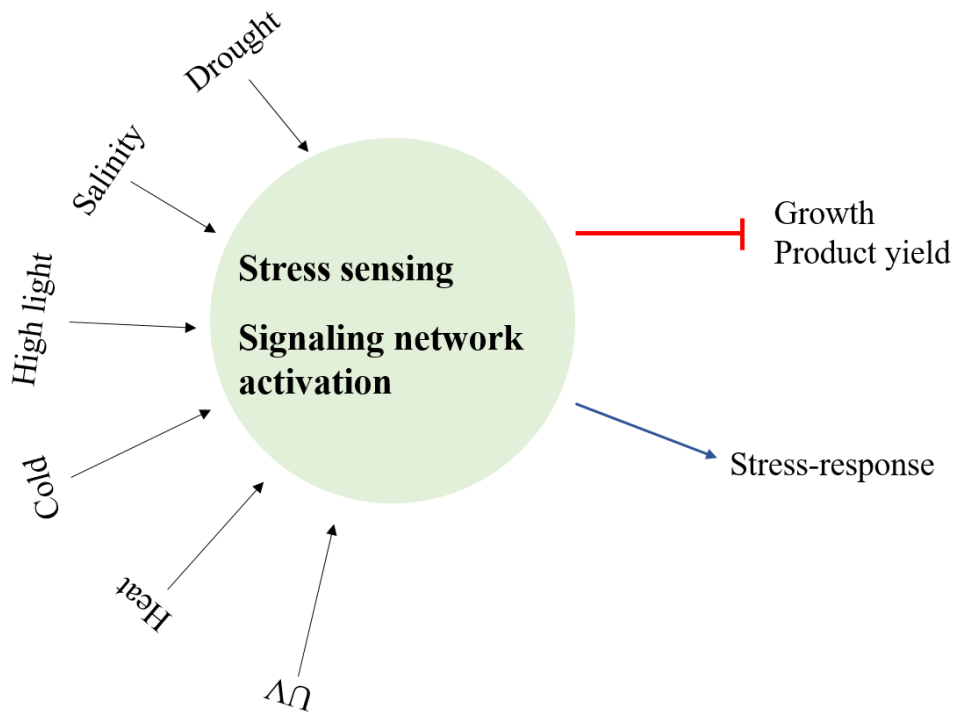 Drought
Salinity
High light
Cold
Heat
UV
Stress sensing
Signaling network
activation
Growth
Product yield
Stress-response